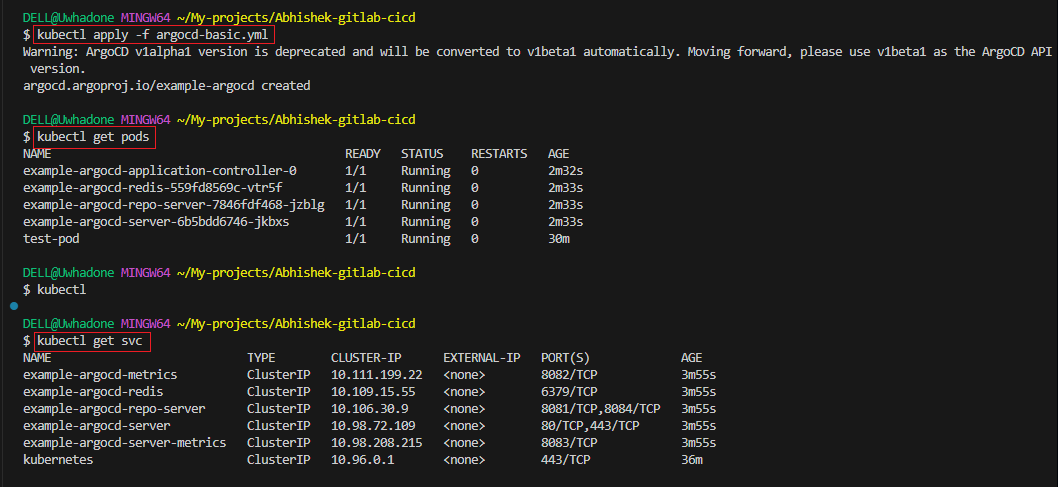 DELL@Uwhadone MINGW64 ~/My-projects/Abhishek-gitlab-cicd
$ kubectl apply -f argocd-basic.yml
Warning: ArgoCD v1alpha1 version is deprecated and will be converted to v1beta1 automatically. Moving forward, please use v1beta1 as the ArgoCD API
 version.
argocd.argoproj.io/example-argocd created
DELL@Uwhadone MINGW64 ~/My-projects/Abhishek-gitlab-cicd
$ kubectl get pods
NAME READY STATUS RESTARTS AGE
example-argocd-application-controller-0 1/1 Running 0 2m32s
example-argocd-redis-559fd8569c-vtr5f 1/1 Running 0 2m33s
example-argocd-repo-server-7846fdf468-jzblg 1/1 Running 0 2m33s
example-argocd-server-6b5bdd6746-jkbxs 1/1 Running 0 2m33s
test-pod 1/1 Running 0 30m
DELL@Uwhadone MINGW64 ~/My-projects/Abhishek-gitlab-cicd
$ kubectl
DELL@Uwhadone MINGW64 ~/My-projects/Abhishek-gitlab-cicd
$ kubectl get svc
NAME TYPE CLUSTER-IP EXTERNAL-IP PORT(S) AGE
example-argocd-metrics ClusterIP 10.111.199.22 <none> 8082/TCP 3m55s
example-argocd-redis ClusterIP 10.109.15.55 <none> 6379/TCP 3m55s
example-argocd-repo-server ClusterIP 10.106.30.9 <none> 8081/TCP,8084/TCP 3m55s
example-argocd-server ClusterIP 10.98.72.109 <none> 80/TCP,443/TCP 3m55s
example-argocd-server-metrics ClusterIP 10.98.208.215 <none> 8083/TCP 3m55s
kubernetes ClusterIP 10.96.0.1 <none> 443/TCP 36m